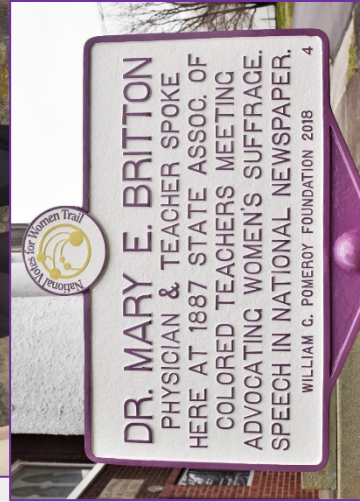 National Votes for Women Trail
DR. MARY E. BRITTON
PHYSICIAN & TEACHER SPOKE
HERE AT 1887 STATE ASSOC. OF
COLORED TEACHERS MEETING
ADVOCATING WOMEN'S SUFFRAGE.
SPEECH IN NATIONAL NEWSPAPER.
WILLIAM G. POMEROY FOUNDATION 2018 4